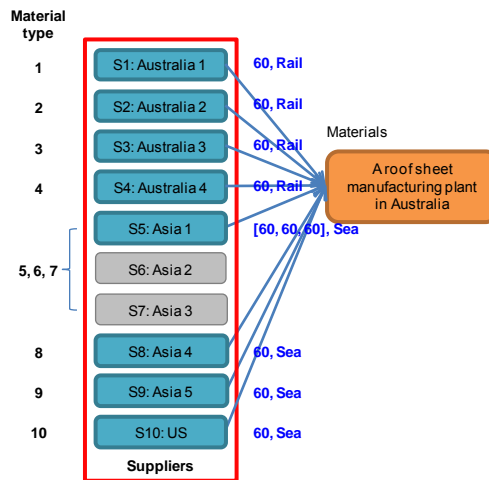 Material
type
1
S1: Australia 1
60, Rail
2
S2: Australia 2
60, Rail
3
S3: Australia 3
60, Rail
4
S4: Australia 4
60, Rail
Materials
A roof sheet
manufacturing plant
in Australia
S5: Asia 1
[60, 60, 60], Sea
5, 6, 7
S6: Asia 2
S7: Asia 3
8
S8: Asia 4
60, Sea
9
S9: Asia 5
60, Sea
10
S10: US
60, Sea
Suppliers